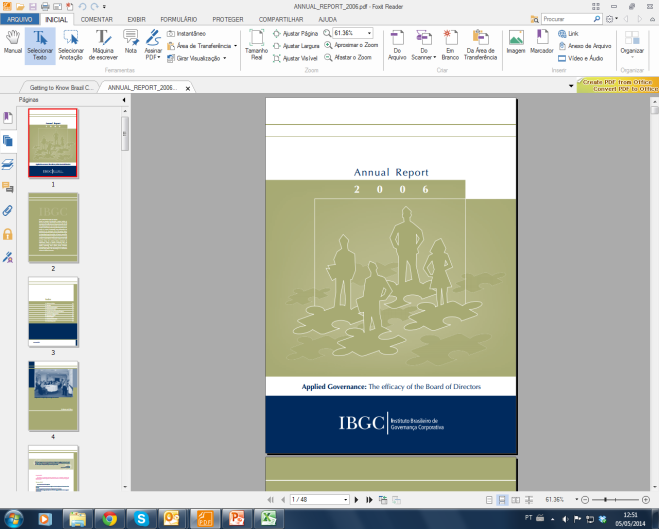 ANNUAL_REPORT_2006.pdf - Foxit Reader
ARQUIVO INICIAL COMENTAR EXIBIR FORMULÁRIO PROTEGER COMPARTILHAR AJUDA
Procurar
Manual
Selecionar Texto
Selecionar Anotação
Máquina de escrever
Nota
Assinar PDF
Instantâneo
Área de Transferência
Girar Visualização
Ferramentas
Tamanho Real
Ajustar Página
Ajustar Largura
Ajustar Visível
61.36%
Aproximar o Zoom
Afastar o Zoom
Zoom
Do Arquivo
Do Scanner
Em Branco
Da Área de Transferência
Criar
Imagem
Marcador
Link
Anexo de Arquivo
Vídeo e Áudio
Inserir
Organizar
Organizar
Getting to Know Brazil C...
ANNUAL_REPORT_2006... x
Create PDF from Office
Convert PDF to Office
Páginas
Annual Report
IBGC
1
IBGC
2
3
4
Annual Report
2 0 0 6
Applied Governance: The efficacy of the Board of Directors
IBGC Instituto Brasileiro de
Governança Corporativa
1 / 48
61.36%
PT
12:51
05/05/2014